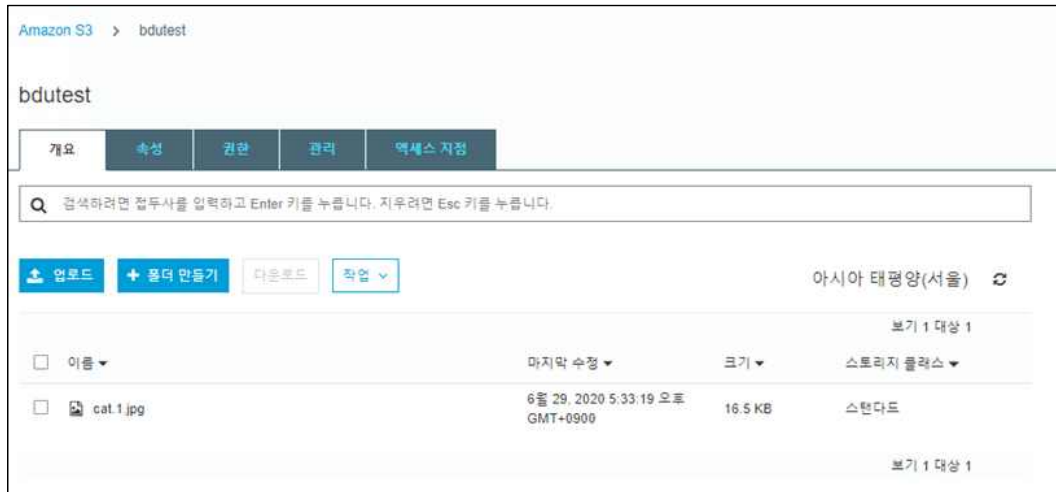 Amazon S3 > bdutest
bdutest
개요 속성 권한 관리 액세스 지점
검색하려면 접두사를 입력하고 Enter 키를 누릅니다. 지우려면 Esc 키를 누릅니다.
업로드 + 폴더 만들기 다운로드 작업
아시아 태평양(서울)
보기 1 대상 1
이름 마지막 수정 크기 스토리지 클래스
cat.1.jpg 6월 29, 2020 5:33:19 오후 GMT+0900 16.5 KB 스탠다드
보기 1 대상 1